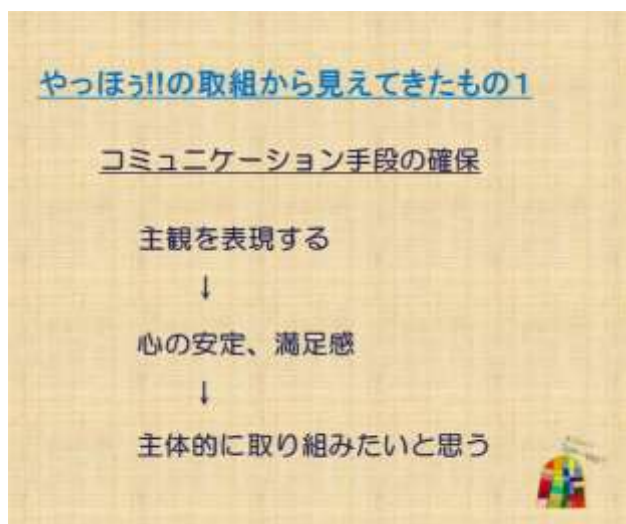 やっほぅ!!の取組から見えてきたもの1
コミュニケーション手段の確保
主観を表現する
↓
心の安定、満足感
↓
主体的に取り組みたいと思う